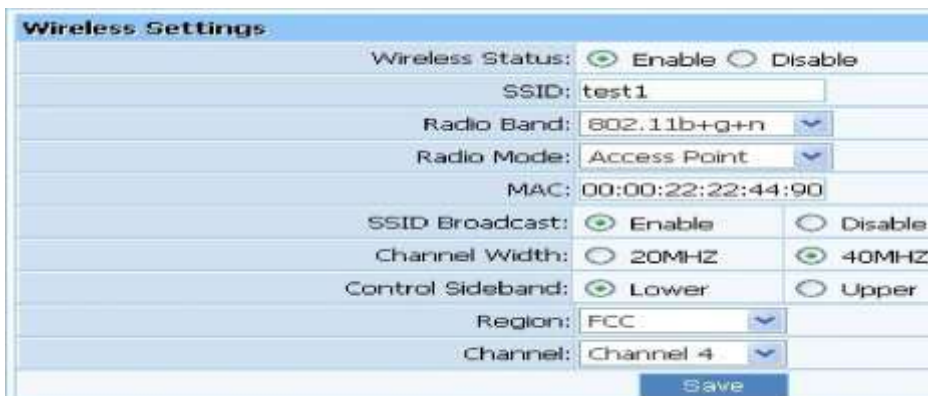 Wireless Settings
Wireless Status: Enable Disable
SSID: test1
Radio Band: 802.11b+g+n
Radio Mode: Access Point
MAC: 00:00:22:22:44:90
SSID Broadcast: Enable Disable
Channel Width: 20MHZ 40MHZ
Control Sideband: Lower Upper
Region: FCC
Channel: Channel 4
Save